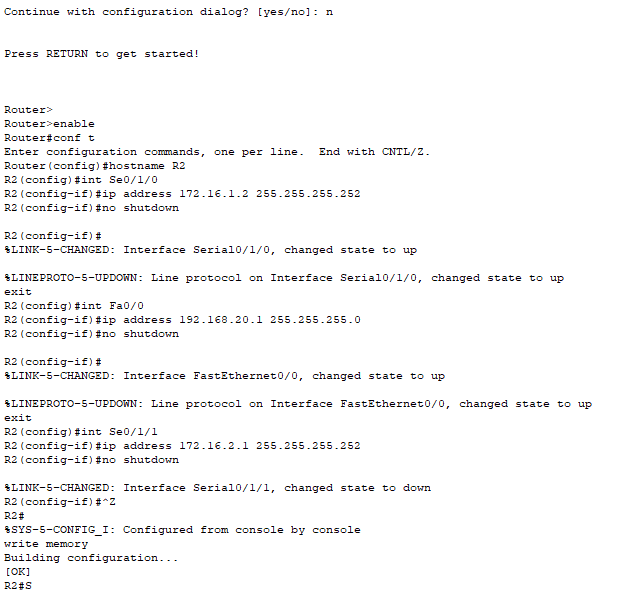 Continue with configuration dialog? [yes/no]: n
Press RETURN to get started!
Router>
Router>enable
Router#conf t
Enter configuration commands, one per line.  End with CNTL/Z.
Router(config)#hostname R2
R2(config)#int Se0/1/0
R2(config-if)#ip address 172.16.1.2 255.255.255.252
R2(config-if)#no shutdown
R2(config-if)#
%LINK-5-CHANGED: Interface Serial0/1/0, changed state to up
%LINEPROTO-5-UPDOWN: Line protocol on Interface Serial0/1/0, changed state to up
exit
R2(config)#int Fa0/0
R2(config-if)#ip address 192.168.20.1 255.255.255.0
R2(config-if)#no shutdown
R2(config-if)#
%LINK-5-CHANGED: Interface FastEthernet0/0, changed state to up
%LINEPROTO-5-UPDOWN: Line protocol on Interface FastEthernet0/0, changed state to up
exit
R2(config)#int Se0/1/1
R2(config-if)#ip address 172.16.2.1 255.255.255.252
R2(config-if)#no shutdown
%LINK-5-CHANGED: Interface Serial0/1/1, changed state to down
R2(config-if)#^Z
R2#
%SYS-5-CONFIG_I: Configured from console by console
write memory
Building configuration...
[OK]
R2#S